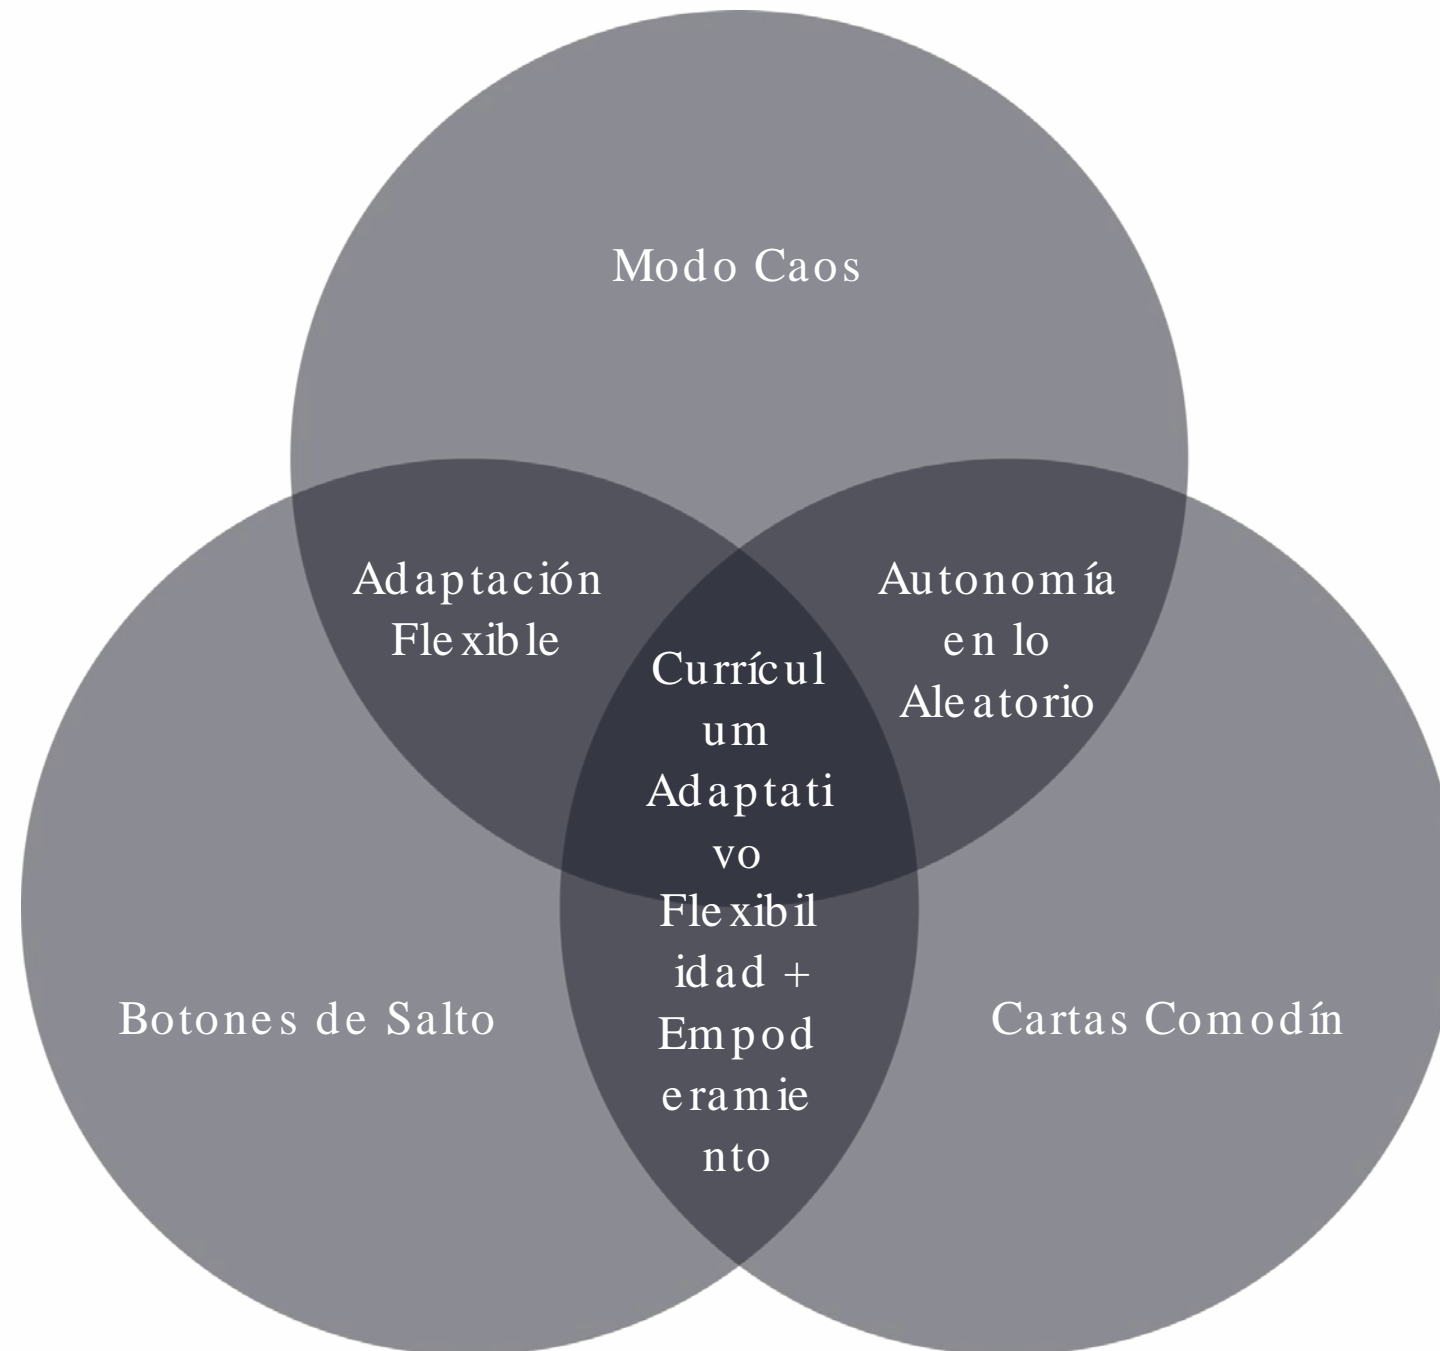 Modo Caos
Adaptación
Flexible
Autonomía
en lo
Aleatorio
Currícul
um
Adaptati
vo
Flexibil
idad +
Empod
eramie
nto
Botones de Salto
Cartas Comodín